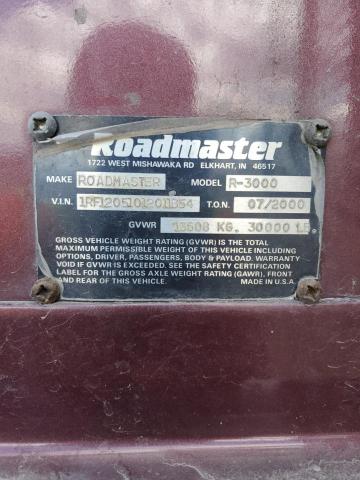 Roadmaster
1722 WEST MISHAWAKA RD ELKHART, IN 46517
MAKE ROADMASTER MODEL R-3000
V.I.N. T.O.N. 07/2000
GVWR 13608 KG. 30000 LB
GROSS VEHICLE WEIGHT RATING (GVWR) IS THE TOTAL
MAXIMUM PERMISSIBLE WEIGHT OF THIS VEHICLE INCLUDING
OPTIONS, DRIVER, PASSENGERS, BODY & PAYLOAD. WARRANTY
VOID IF GVWR IS EXCEEDED. SEE THE SAFETY CERTIFICATION
LABEL FOR THE GROSS AXLE WEIGHT RATING (GAWR), FRONT
AND REAR OF THIS VEHICLE. MADE IN U.S.A.